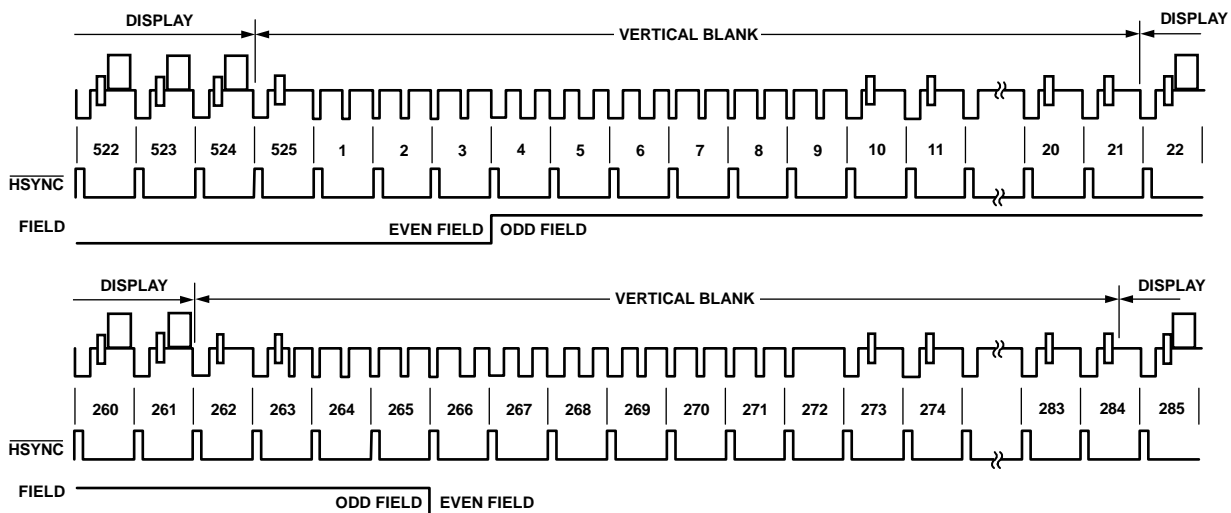 DISPLAY VERTICAL BLANK DISPLAY
522 523 524 525 1 2 3 4 5 6 7 8 9 10 11 20 21 22
HSYNC
FIELD EVEN FIELD ODD FIELD
DISPLAY VERTICAL BLANK DISPLAY
260 261 262 263 264 265 266 267 268 269 270 271 272 273 274 283 284 285
HSYNC
FIELD ODD FIELD EVEN FIELD